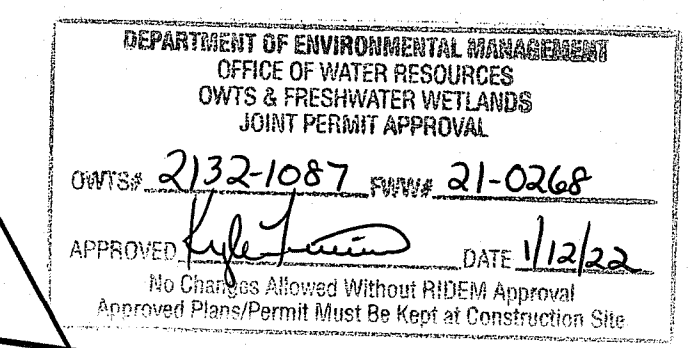 DEPARTMENT OF ENVIRONMENTAL MANAGEMENT
OFFICE OF WATER RESOURCES
OWTS & FRESHWATER WETLANDS
JOINT PERMIT APPROVAL
OWTS# 2132-1087 FWW# 21-0268
APPROVED Kyle DATE 1/12/22
No Changes Allowed Without RIDEM Approval
Approved Plans/Permit Must Be Kept at Construction Site